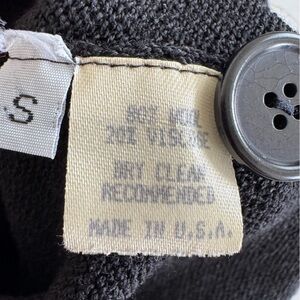 S
80% WOOL
20% VISCOSE
DRY CLEAN
RECOMMENDED
MADE IN U.S.A.